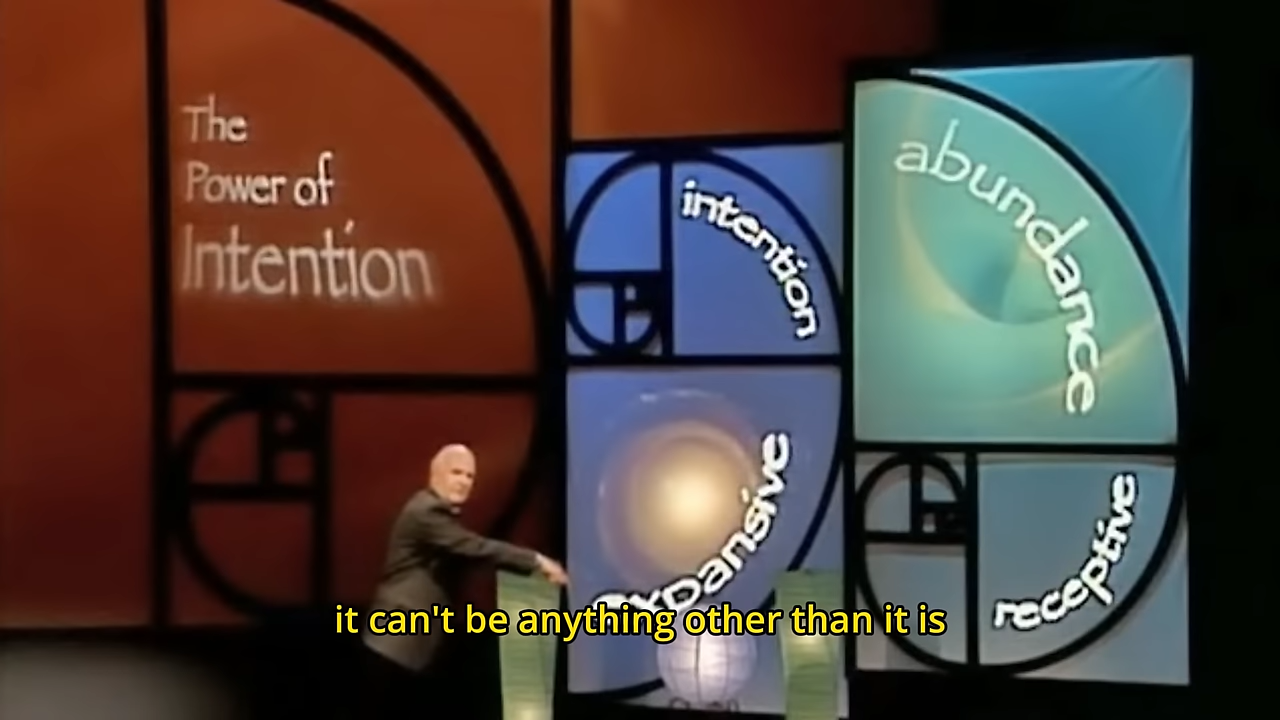 The
Power of
Intention
intention
abundance
expansive
receptive
it can't be anything other than it is